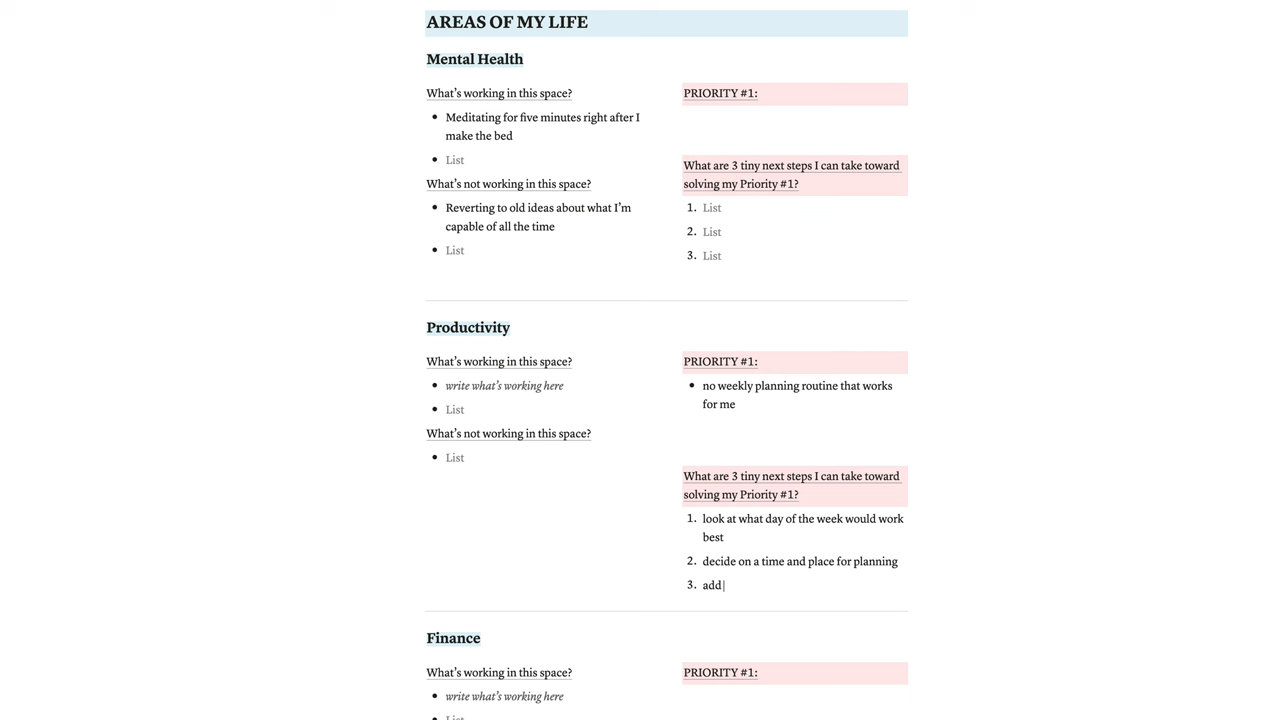 AREAS OF MY LIFE
Mental Health
What's working in this space?
• Meditating for five minutes right after I
make the bed
• List
What's not working in this space?
• Reverting to old ideas about what I'm
capable of all the time
• List
PRIORITY #1:
What are 3 tiny next steps I can take toward
solving my Priority #1?
1. List
2. List
3. List
Productivity
What's working in this space?
• write what's working here
• List
What's not working in this space?
• List
PRIORITY #1:
• no weekly planning routine that works
for me
What are 3 tiny next steps I can take toward
solving my Priority #1?
1. look at what day of the week would work
best
2. decide on a time and place for planning
3. add
Finance
What's working in this space?
• write what's working here
• List
PRIORITY #1: